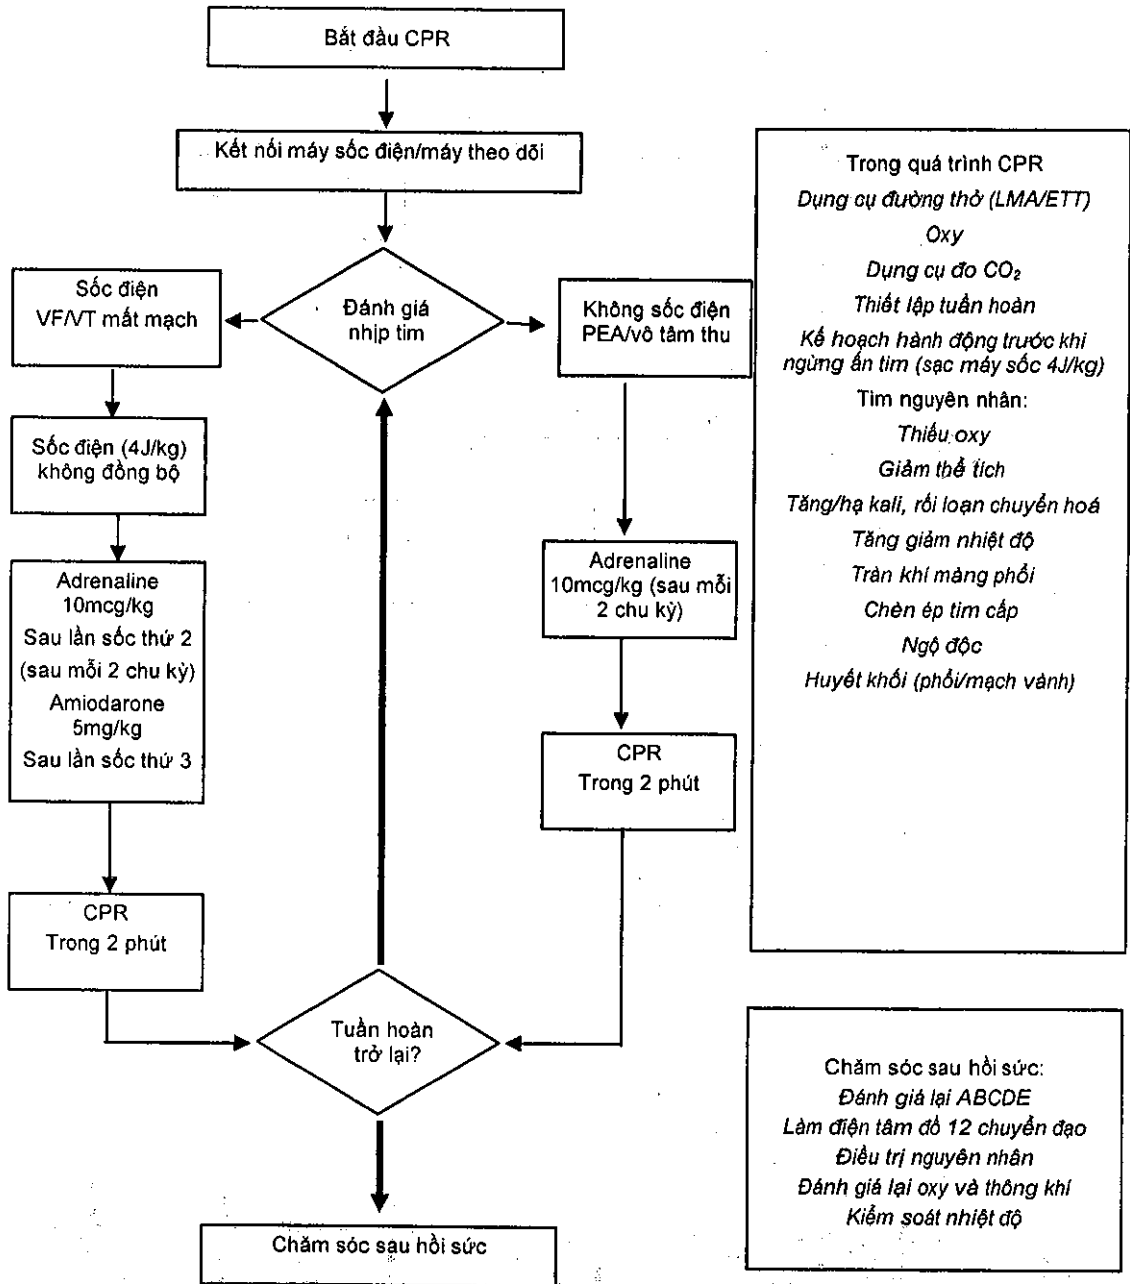 Bắt đầu CPR
Kết nối máy sốc điện/máy theo dõi
Đánh giá
nhịp tim
Sốc điện
VF/VT mất mạch
Sốc điện (4J/kg)
không đồng bộ
Adrenaline
10mcg/kg
Sau lần sốc thứ 2
(sau mỗi 2 chu kỳ)
Amiodarone
5mg/kg
Sau lần sốc thứ 3
CPR
Trong 2 phút
Không sốc điện
PEA/vô tâm thu
Adrenaline
10mcg/kg (sau mỗi
2 chu kỳ)
CPR
Trong 2 phút
Tuần hoàn
trở lại?
Chăm sóc sau hồi sức
Trong quá trình CPR
Dụng cụ đường thở (LMA/ETT)
Oxy
Dụng cụ đo CO₂
Thiết lập tuần hoàn
Kế hoạch hành động trước khi
ngừng ấn tim (sạc máy sốc 4J/kg)
Tìm nguyên nhân:
Thiếu oxy
Giảm thể tích
Tăng/hạ kali, rối loạn chuyển hoá
Tăng giảm nhiệt độ
Tràn khí màng phổi
Chèn ép tim cấp
Ngộ độc
Huyết khối (phổi/mạch vành)
Chăm sóc sau hồi sức:
Đánh giá lại ABCDE
Làm điện tâm đồ 12 chuyển đạo
Điều trị nguyên nhân
Đánh giá lại oxy và thông khí
Kiểm soát nhiệt độ